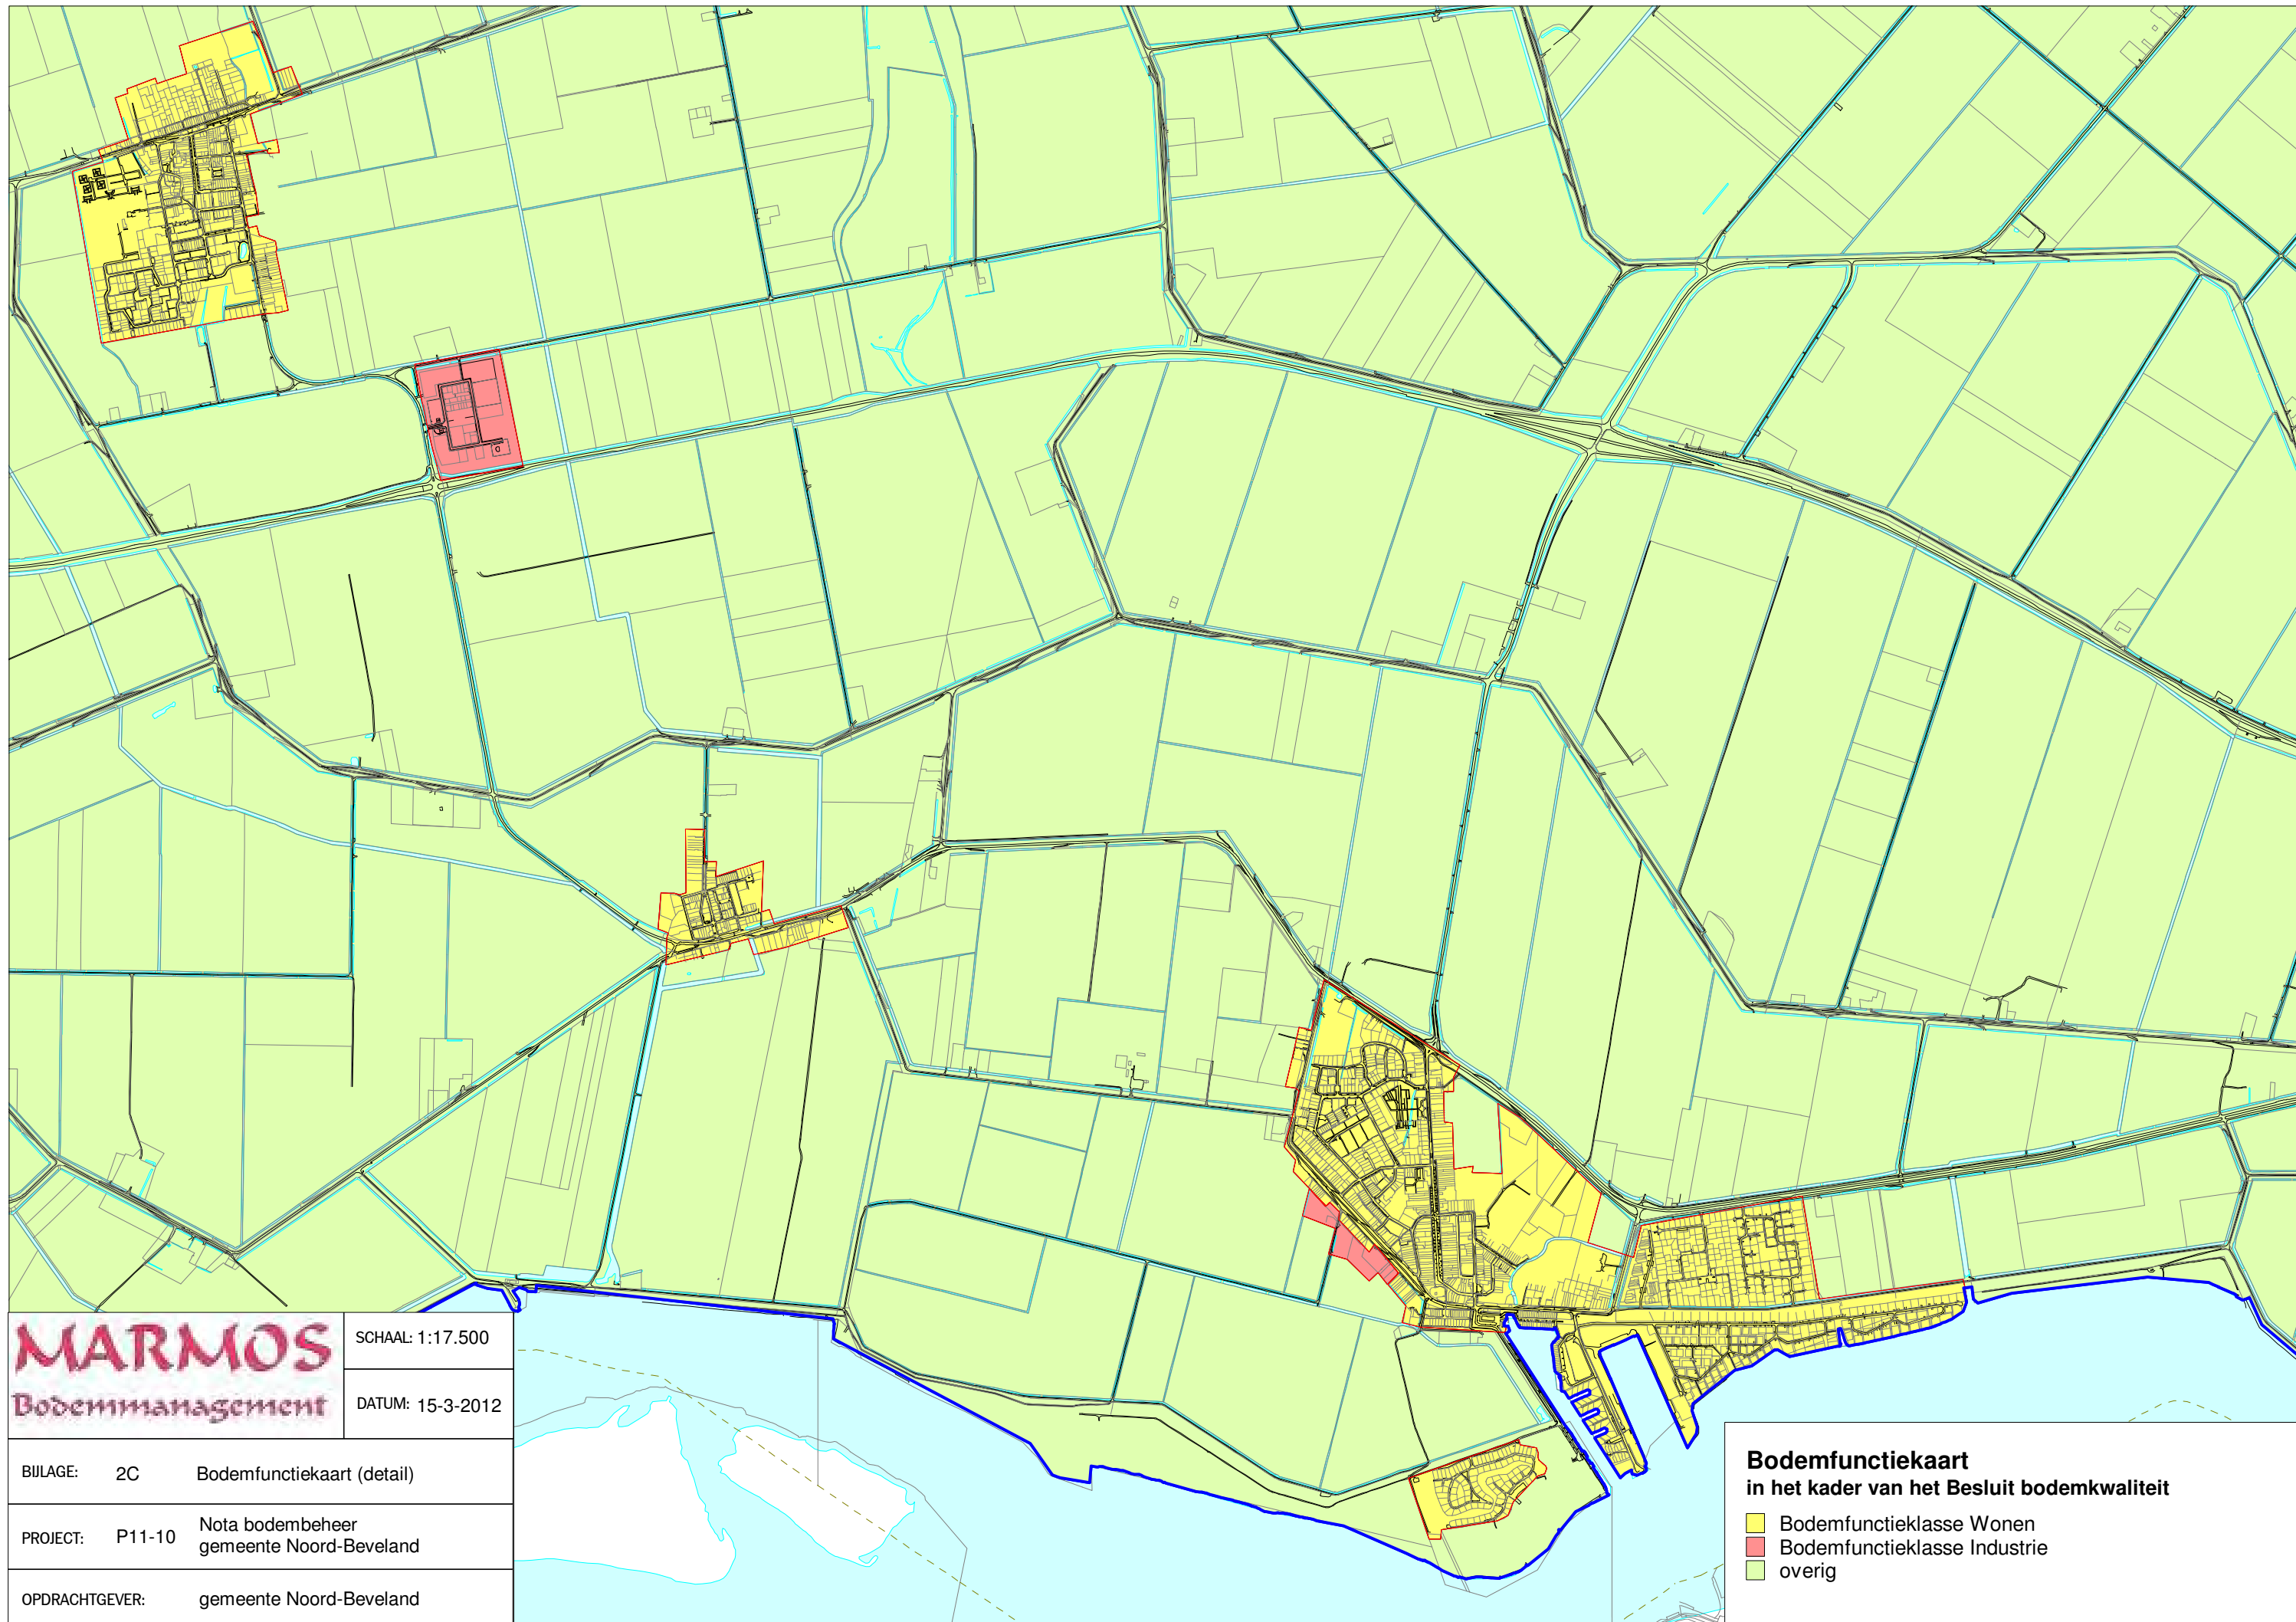 MARMOS
Bodemmanagement
SCHAAL: 1:17.500
DATUM: 15-3-2012
BIJLAGE: 2C Bodemfunctiekaart (detail)
PROJECT: P11-10 Nota bodembeheer
gemeente Noord-Beveland
OPDRACHTGEVER: gemeente Noord-Beveland
Bodemfunctiekaart
in het kader van het Besluit bodemkwaliteit
Bodemfunctieklasse Wonen
Bodemfunctieklasse Industrie
overig